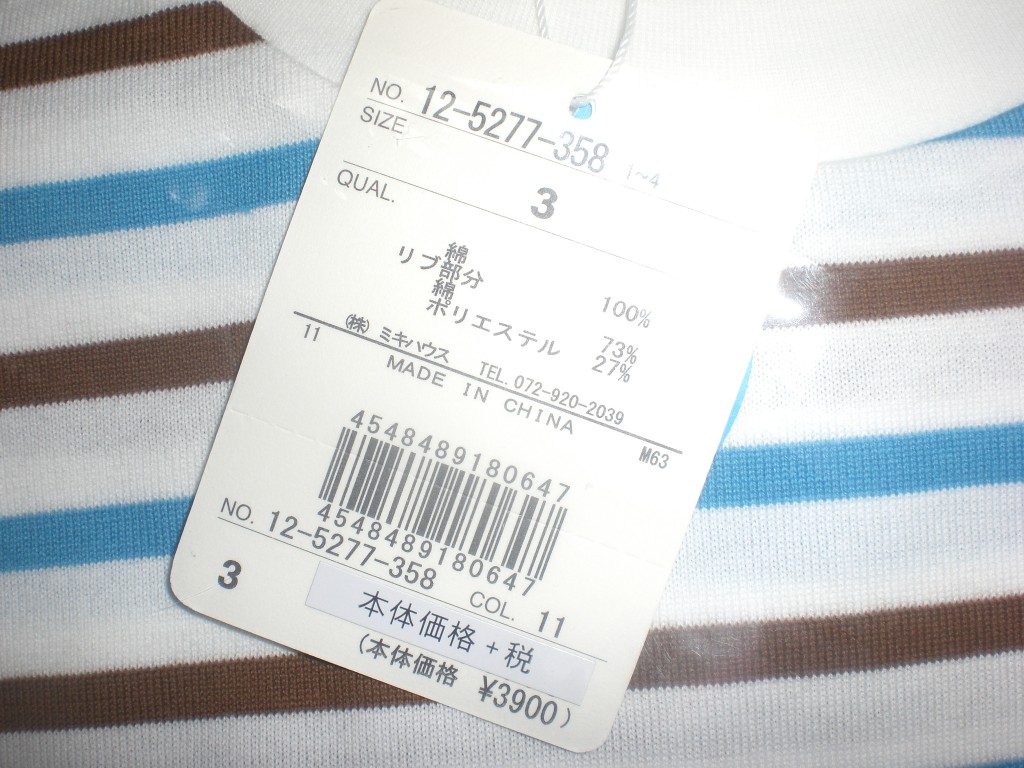 NO. 12-5277-358 1~4
SIZE
3
QUAL.
綿 100%
リブ部分
綿 73%
ポリエステル 27%
11 ㈱ ミキハウス TEL. 072-920-2039
MADE IN CHINA M63
4548489180647
4548489180647
NO. 12-5277-358
3 COL. 11
本体価格+税
(本体価格 ¥3900)